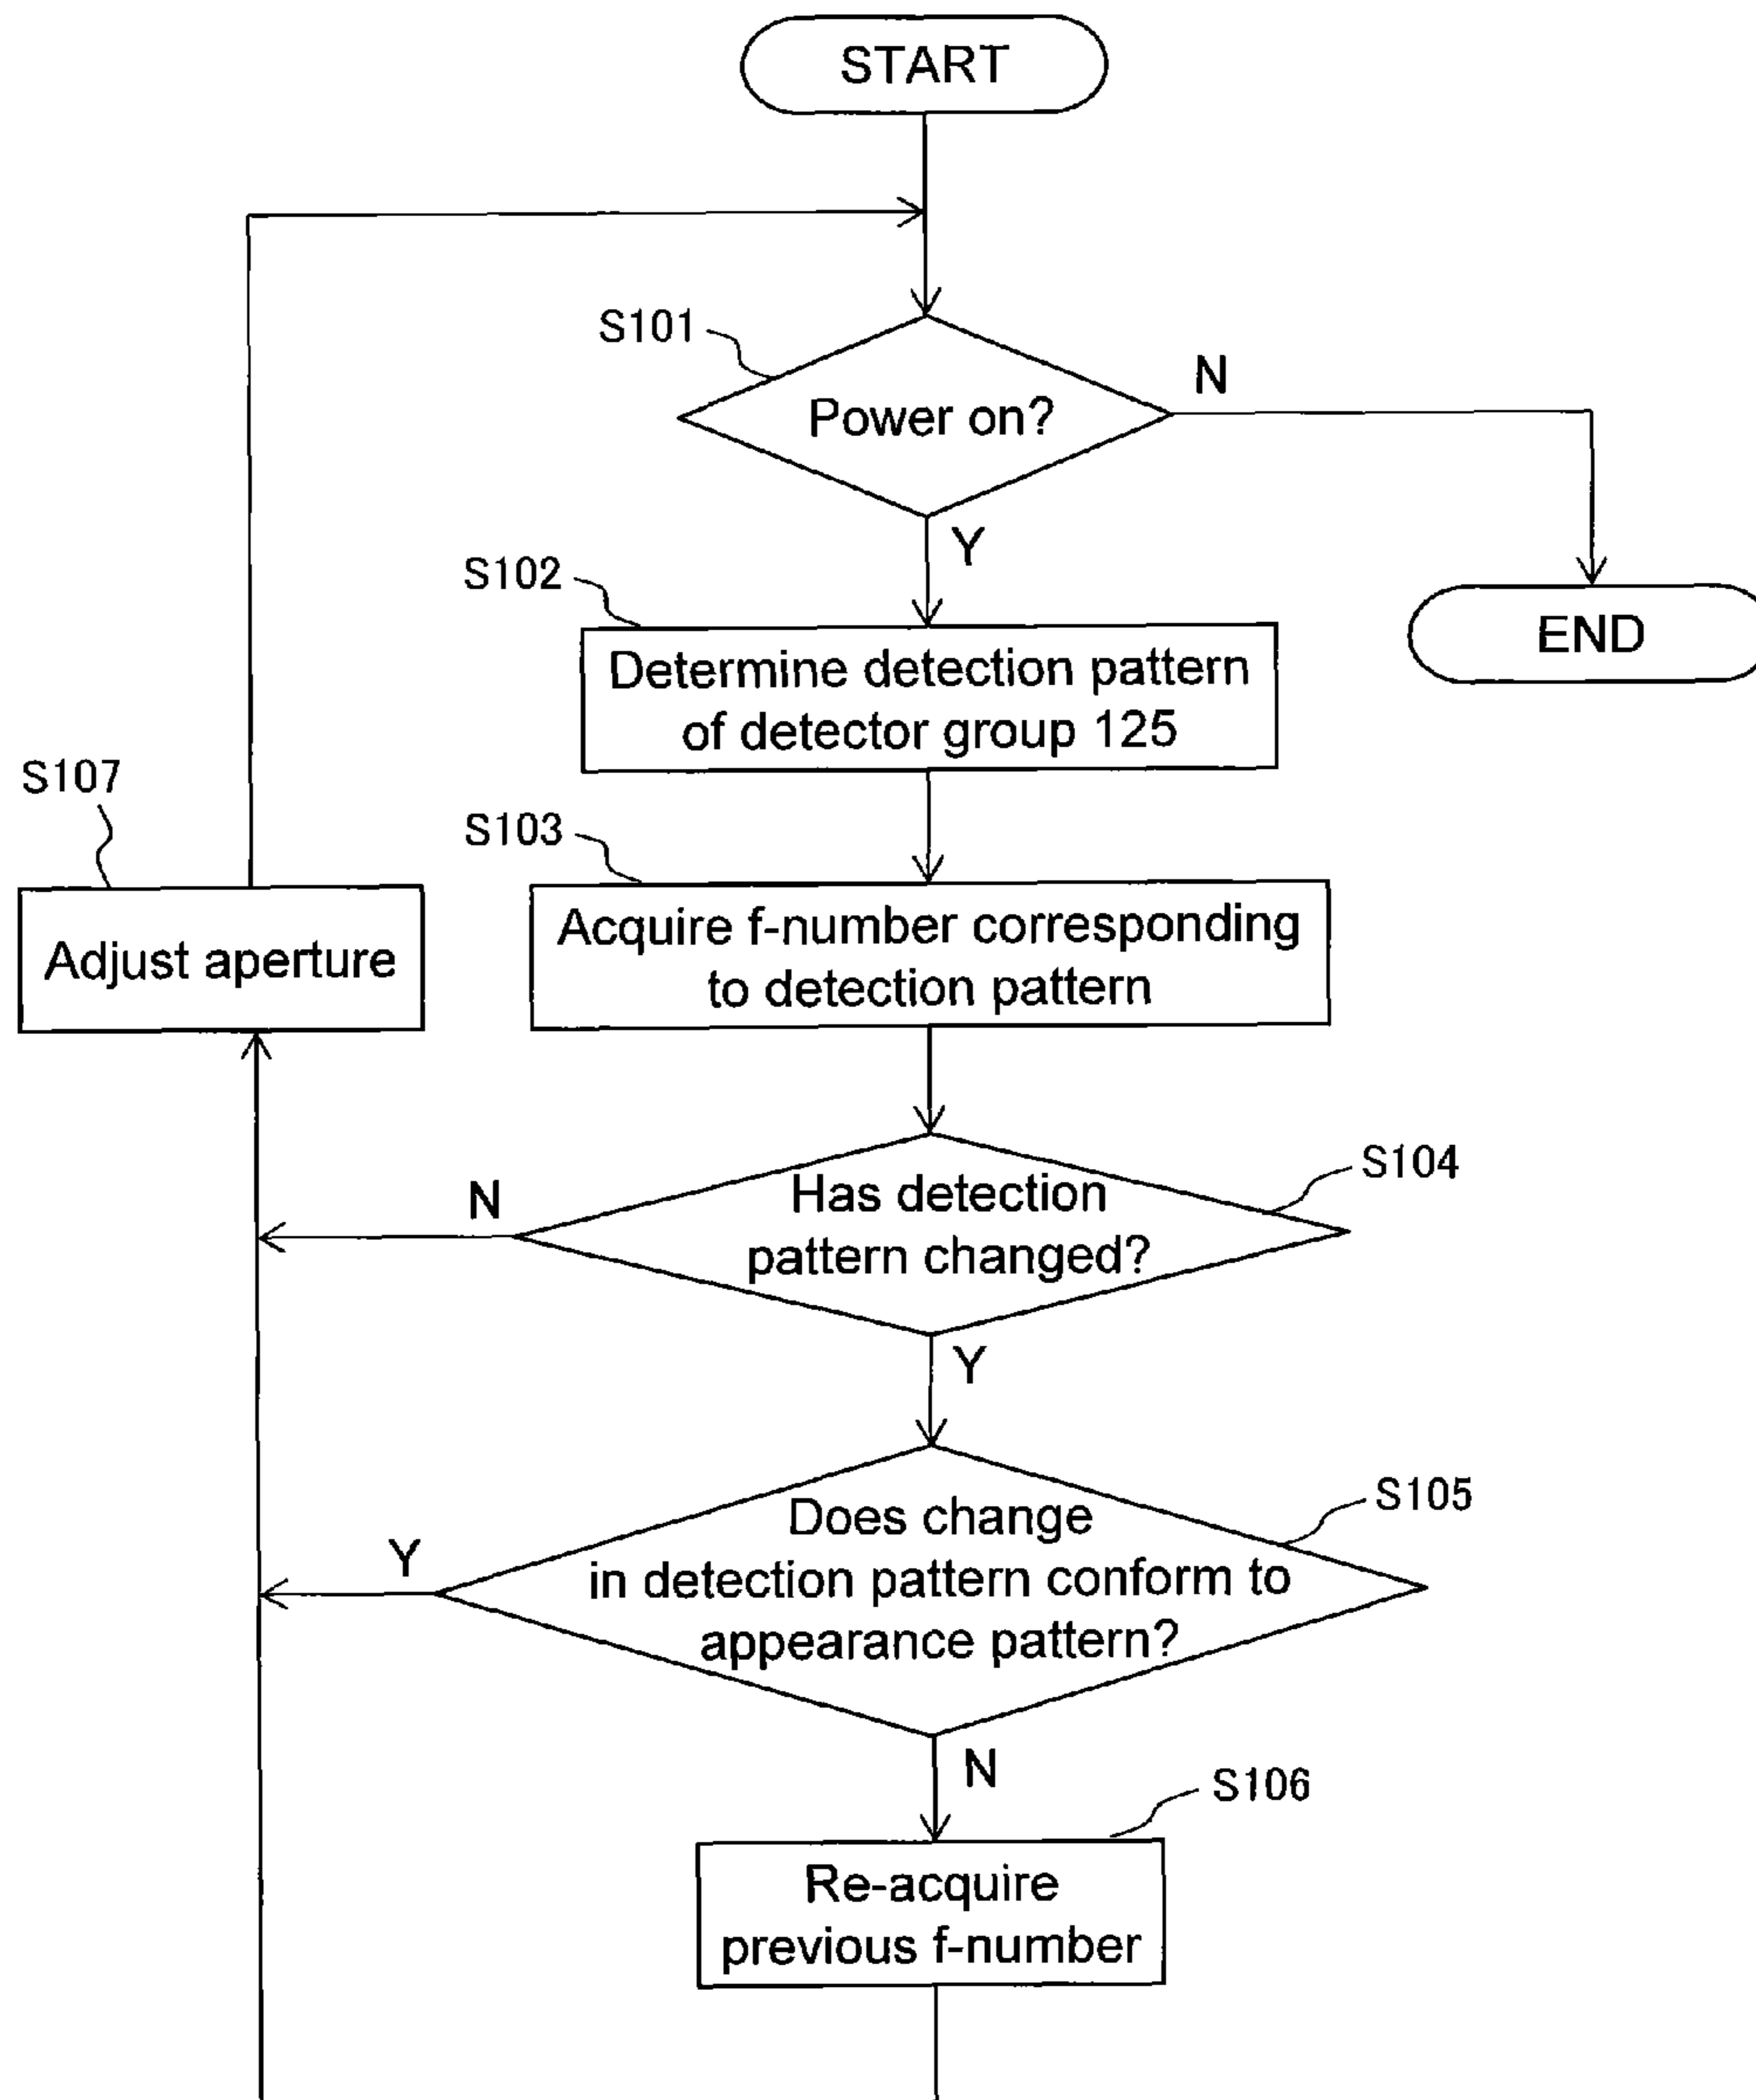 START
S101
Power on?
N
Y
END
S102
Determine detection pattern
of detector group 125
S107
Adjust aperture
S103
Acquire f-number corresponding
to detection pattern
S104
Has detection
pattern changed?
N
Y
S105
Does change
in detection pattern conform to
appearance pattern?
Y
N
S106
Re-acquire
previous f-number